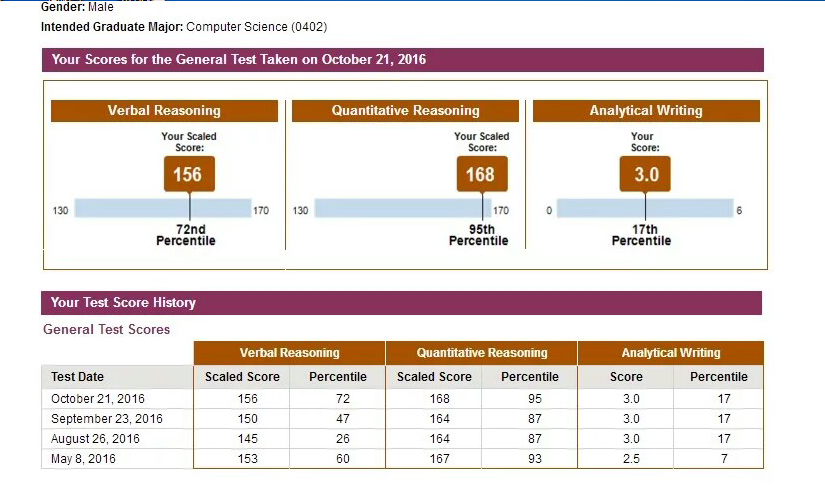 Gender: Male
Intended Graduate Major: Computer Science (0402)
Your Scores for the General Test Taken on October 21, 2016
Verbal Reasoning Quantitative Reasoning Analytical Writing
Your Scaled Score: Your Scaled Score: Your Score:
156 168 3.0
130 170 130 170 0 6
72nd Percentile 95th Percentile 17th Percentile
Your Test Score History
General Test Scores
Verbal Reasoning Quantitative Reasoning Analytical Writing
Test Date Scaled Score Percentile Scaled Score Percentile Score Percentile
October 21, 2016 156 72 168 95 3.0 17
September 23, 2016 150 47 164 87 3.0 17
August 26, 2016 145 26 164 87 3.0 17
May 8, 2016 153 60 167 93 2.5 7